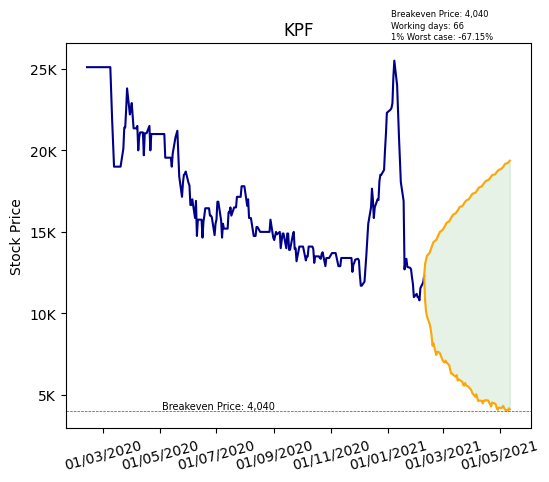 Breakeven Price: 4,040
Working days: 66
1% Worst case: -67.15%
KPF
Stock Price
25K
20K
15K
10K
5K
Breakeven Price: 4,040
01/03/2020 01/05/2020 01/07/2020 01/09/2020 01/11/2020 01/01/2021 01/03/2021 01/05/2021